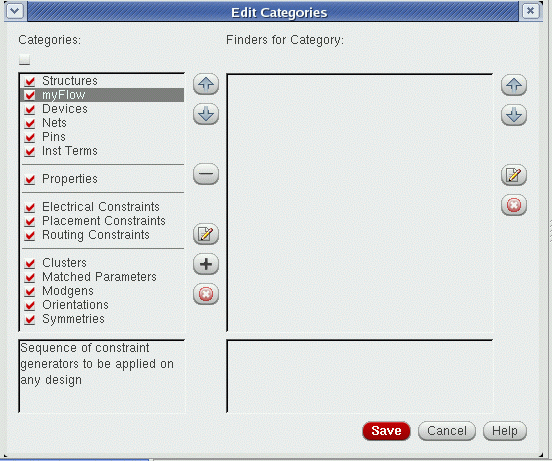 Edit Categories
Categories:
Finders for Category:
Structures
myFlow
Devices
Nets
Pins
Inst Terms
Properties
Electrical Constraints
Placement Constraints
Routing Constraints
Clusters
Matched Parameters
Modgens
Orientations
Symmetries
Sequence of constraint
generators to be applied on
any design
Save
Cancel
Help